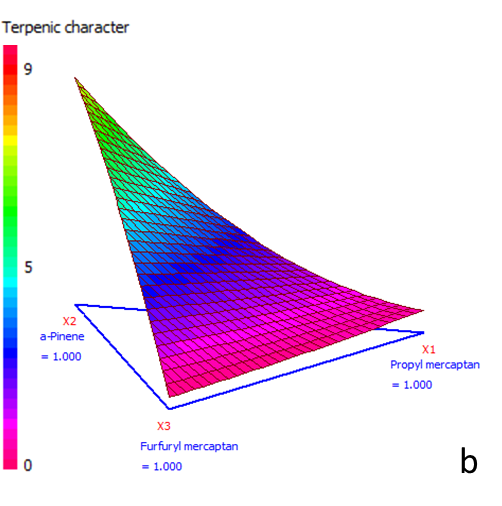 Terpenic character
9
5
0
X2
a-Pinene
= 1.000
X1
Propyl mercaptan
= 1.000
X3
Furfuryl mercaptan
= 1.000
b